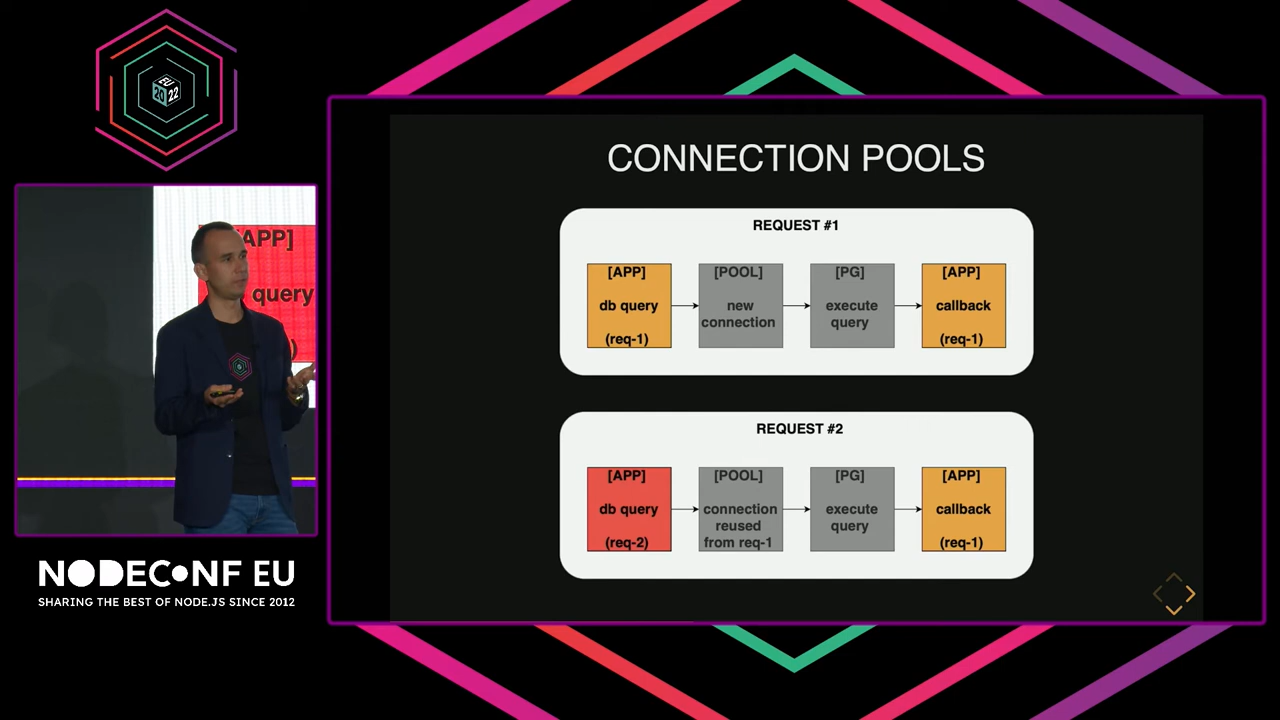 EU
20 22
APP]
query
)
NODECONF EU
SHARING THE BEST OF NODE.JS SINCE 2012
CONNECTION POOLS
REQUEST #1
[APP]
db query
(req-1)
[POOL]
new
connection
[PG]
execute
query
[APP]
callback
(req-1)
REQUEST #2
[APP]
db query
(req-2)
[POOL]
connection
reused
from req-1
[PG]
execute
query
[APP]
callback
(req-1)